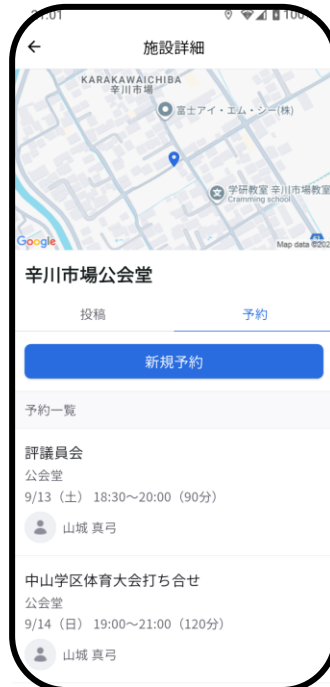 21:01
100
施設詳細
KARAKAWAICHIBA
辛川市場
富士アイ・エム・シー(株)
学研教室 辛川市場教室
Cramming school
Google
Map data ©202
辛川市場公会堂
投稿
予約
新規予約
予約一覧
評議員会
公会堂
9/13（土） 18:30～20:00（90分）
山城 真弓
中山学区体育大会打ち合せ
公会堂
9/14（日） 19:00～21:00（120分）
山城 真弓